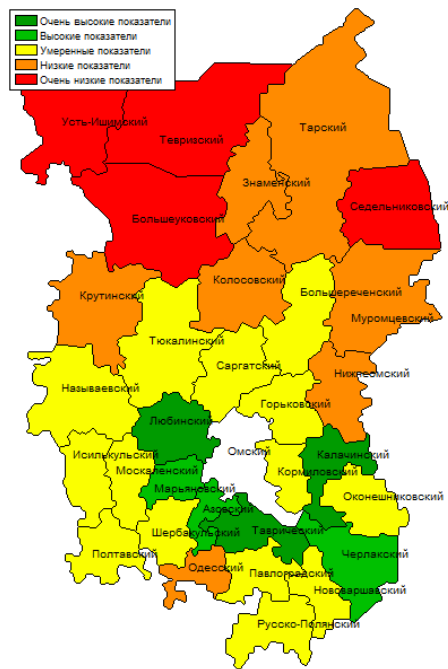 Очень высокие показатели
Высокие показатели
Умеренные показатели
Низкие показатели
Очень низкие показатели
Усть-Ишимский
Тевризский
Тарский
Знаменский
Седельниковский
Большеуковский
Колосовский
Большереченский
Крутинский
Муромцевский
Тюкалинский
Саргатский
Нижнеомский
Называевский
Горьковский
Любинский
Омский
Калачинский
Исилькульский
Москаленский
Кормиловский
Марьяновский
Оконешниковский
Азовский
Таврический
Шербакульский
Черлакский
Полтавский
Одесский
Павлоградский
Нововаршавский
Русско-Полянский